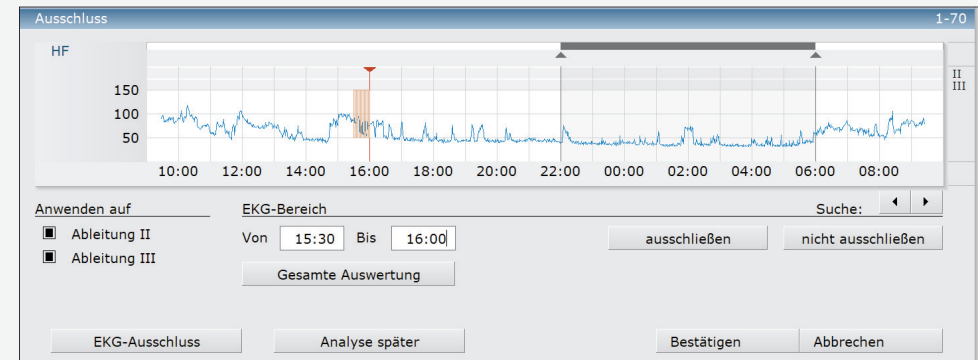 Ausschluss 1-70
HF
II
III
150
100
50
10:00 12:00 14:00 16:00 18:00 20:00 22:00 00:00 02:00 04:00 06:00 08:00
Anwenden auf EKG-Bereich Suche:
Ableitung II Von 15:30 Bis 16:00 ausschließen nicht ausschließen
Ableitung III
Gesamte Auswertung
EKG-Ausschluss Analyse später Bestätigen Abbrechen